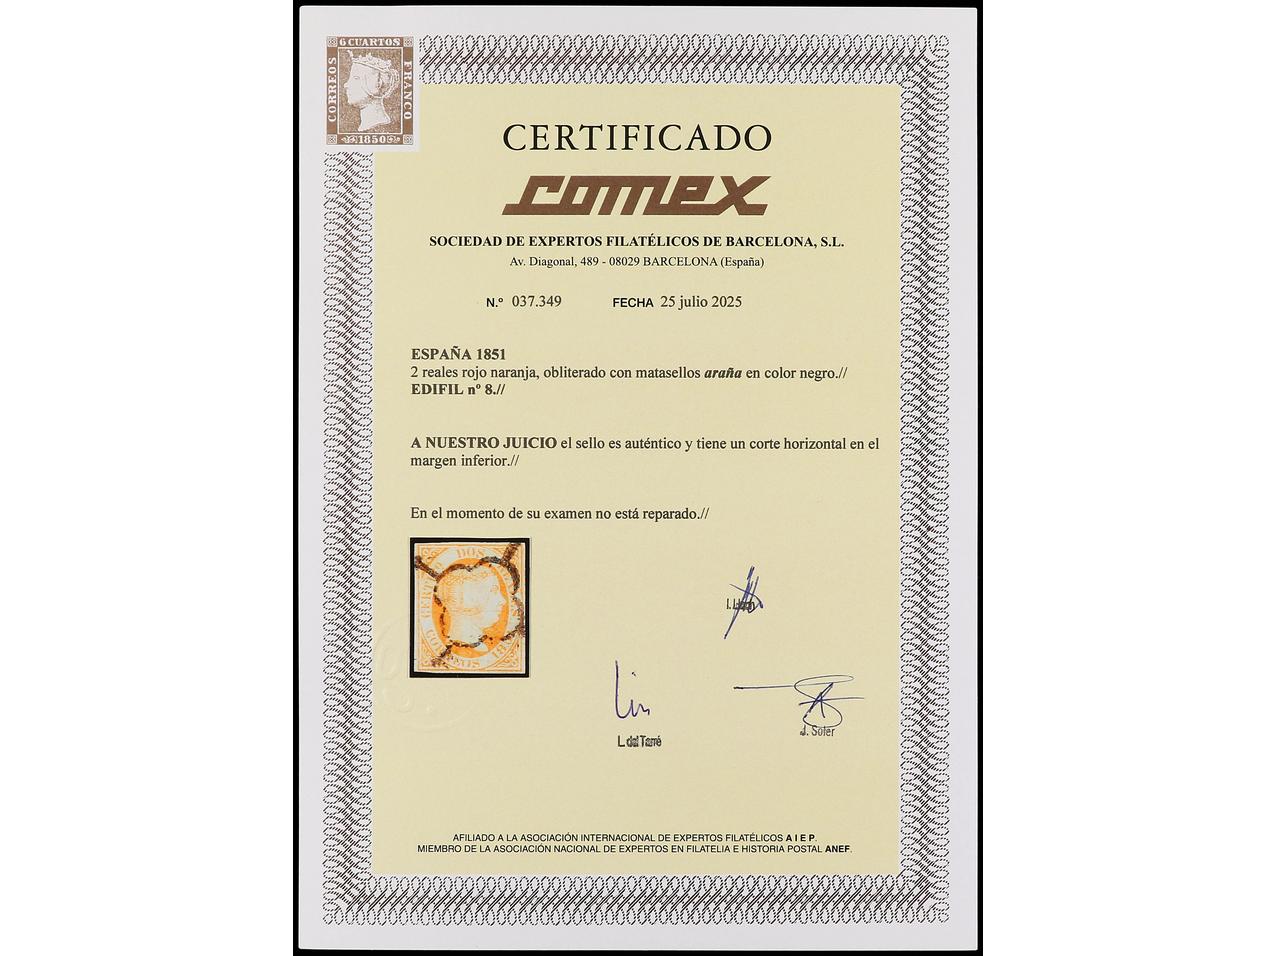 6 CUARTOS
CORREOS
FRANCO
1850
CERTIFICADO
comex
SOCIEDAD DE EXPERTOS FILATÉLICOS DE BARCELONA, S.L.
Av. Diagonal, 489 - 08029 BARCELONA (España)
N.º 037.349 FECHA 25 julio 2025
ESPAÑA 1851
2 reales rojo naranja, obliterado con matasellos araña en color negro.//
EDIFIL nº 8.//
A NUESTRO JUICIO el sello es auténtico y tiene un corte horizontal en el
margen inferior.//
En el momento de su examen no está reparado.//
DOS
L. del Tarré
J. Soler
AFILIADO A LA ASOCIACIÓN INTERNACIONAL DE EXPERTOS FILATÉLICOS A I E P.
MIEMBRO DE LA ASOCIACIÓN NACIONAL DE EXPERTOS EN FILATELIA E HISTORIA POSTAL ANEF.